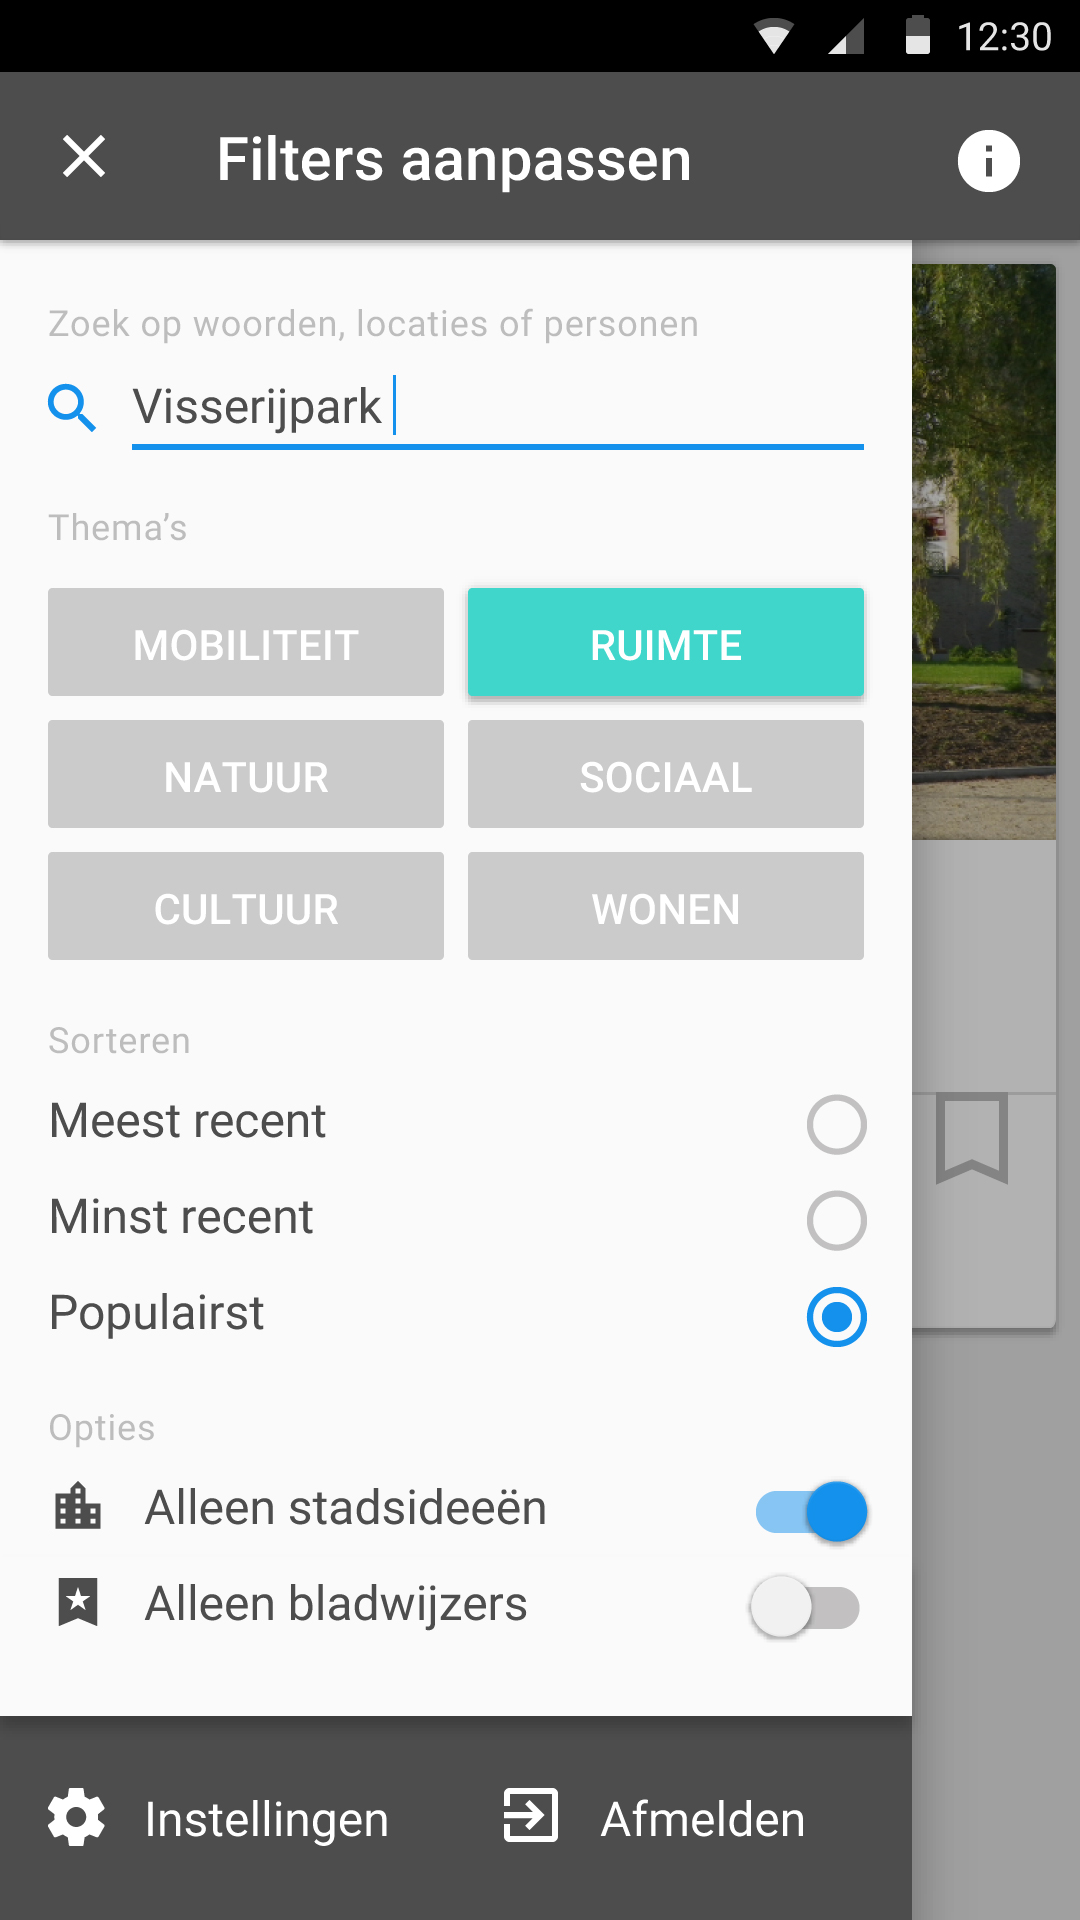 12:30
Filters aanpassen
Zoek op woorden, locaties of personen
Visserijpark
Thema’s
MOBILITEIT
RUIMTE
NATUUR
SOCIAAL
CULTUUR
WONEN
Sorteren
Meest recent
Minst recent
Populairst
Opties
Alleen stadsideeën
Alleen bladwijzers
Instellingen
Afmelden